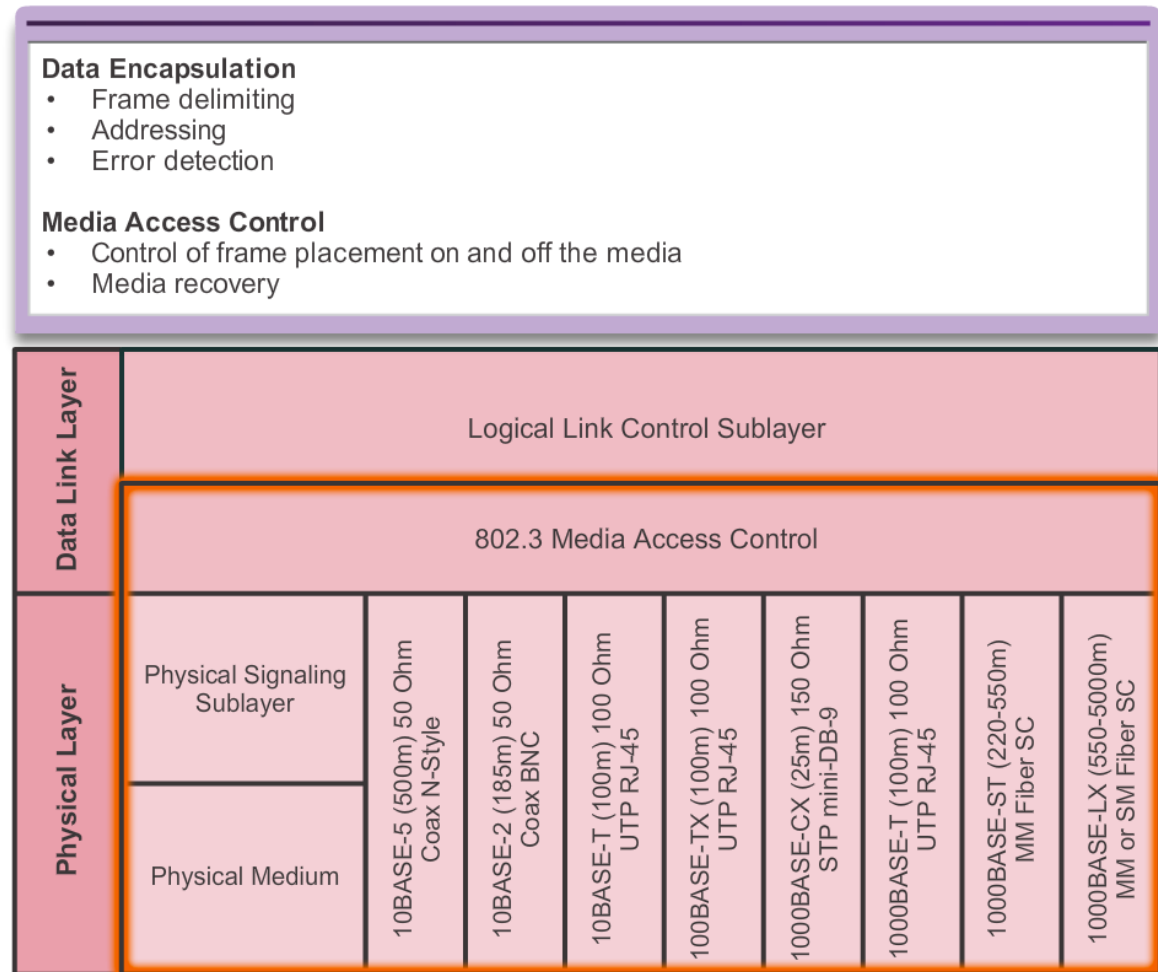 Data Encapsulation
• Frame delimiting
• Addressing
• Error detection
Media Access Control
• Control of frame placement on and off the media
• Media recovery
Data Link Layer
Logical Link Control Sublayer
802.3 Media Access Control
Physical Layer
Physical Signaling
Sublayer
Physical Medium
10BASE-5 (500m) 50 Ohm
Coax N-Style
10BASE-2 (185m) 50 Ohm
Coax BNC
10BASE-T (100m) 100 Ohm
UTP RJ-45
100BASE-TX (100m) 100 Ohm
UTP RJ-45
1000BASE-CX (25m) 150 Ohm
STP mini-DB-9
1000BASE-T (100m) 100 Ohm
UTP RJ-45
1000BASE-ST (220-550m)
MM Fiber SC
1000BASE-LX (550-5000m)
MM or SM Fiber SC